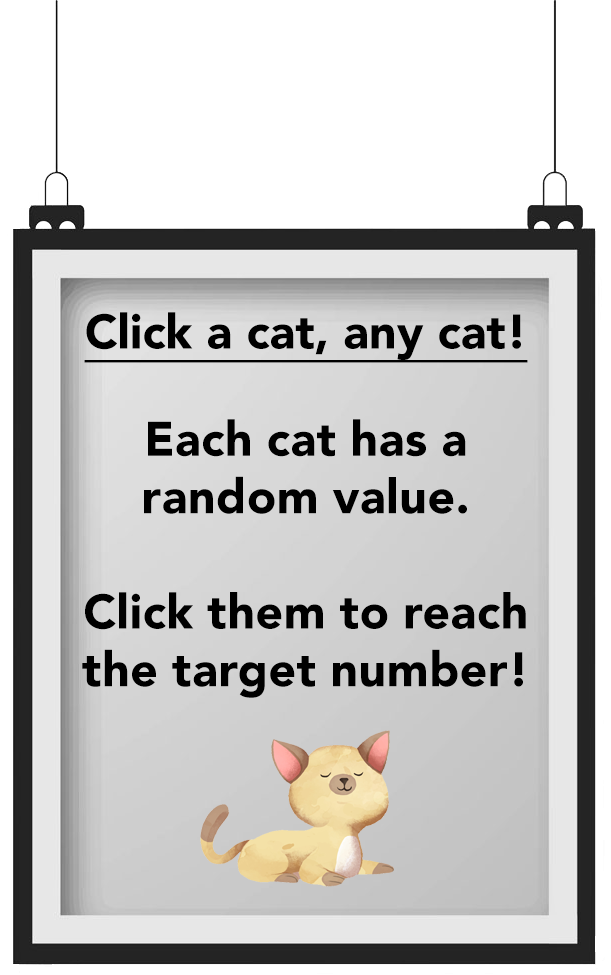 Click a cat, any cat!
Each cat has a
random value.
Click them to reach
the target number!